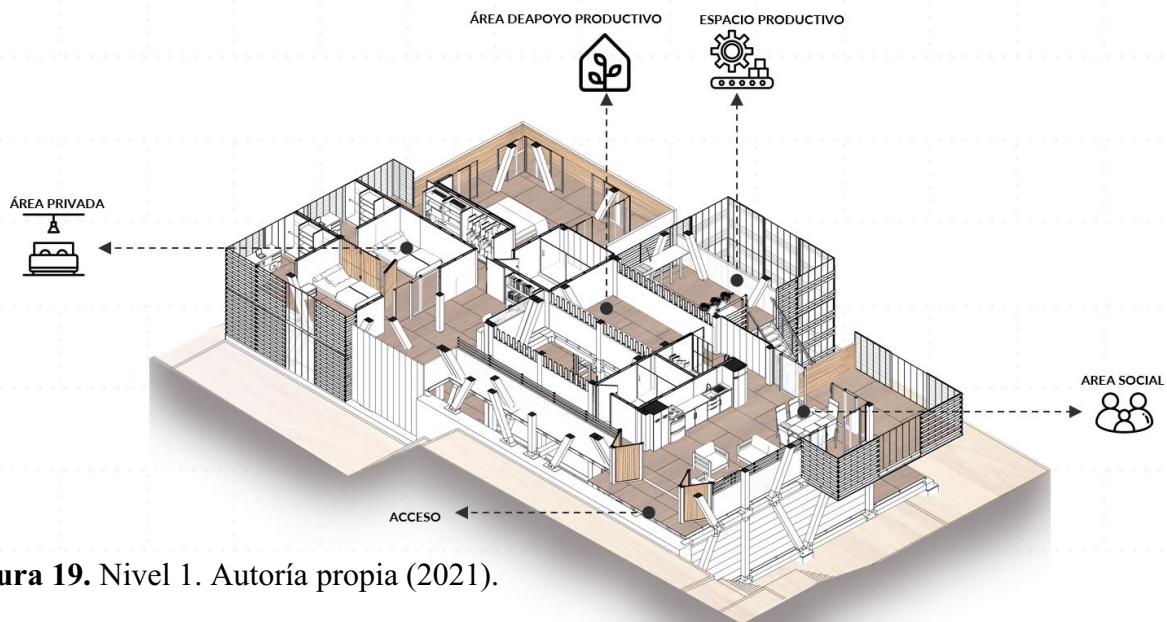 ÁREA DEAPOYO PRODUCTIVO
ESPACIO PRODUCTIVO
ÁREA PRIVADA
AREA SOCIAL
ACCESO
ura 19. Nivel 1. Autoría propia (2021).